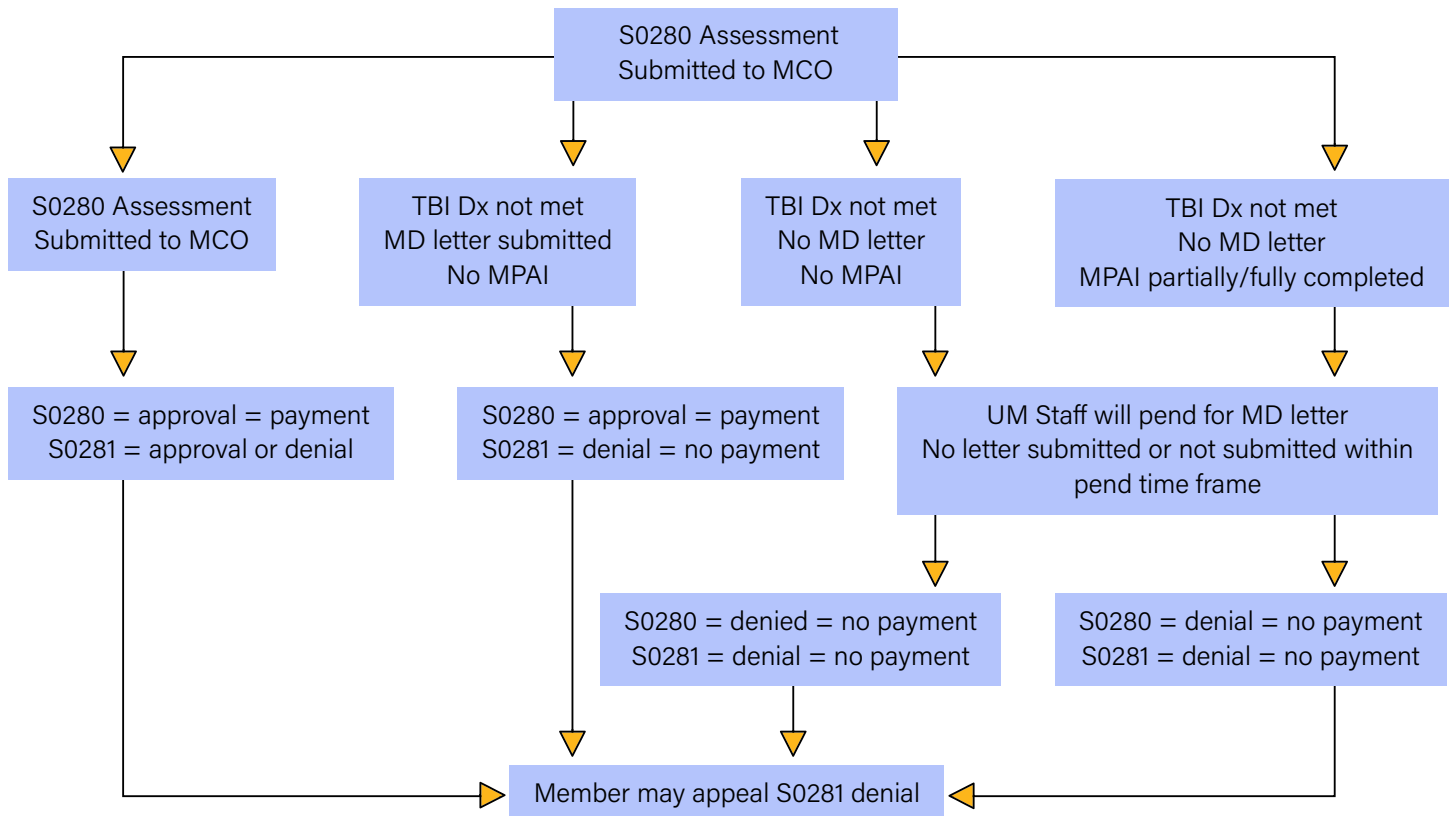 S0280 Assessment
Submitted to MCO
S0280 Assessment
Submitted to MCO
TBI Dx not met
MD letter submitted
No MPAI
TBI Dx not met
No MD letter
No MPAI
TBI Dx not met
No MD letter
MPAI partially/fully completed
S0280 = approval = payment
S0281 = approval or denial
S0280 = approval = payment
S0281 = denial = no payment
UM Staff will pend for MD letter
No letter submitted or not submitted within
pend time frame
S0280 = denied = no payment
S0281 = denial = no payment
S0280 = denial = no payment
S0281 = denial = no payment
Member may appeal S0281 denial